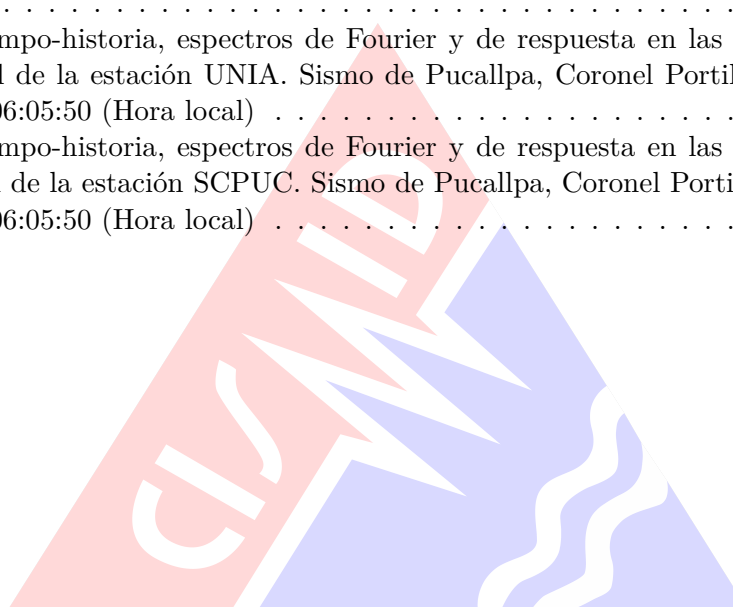 . . . . . . . . . . . . . . . . . . . . . . . . . . . . . . . . . .
mpo-historia, espectros de Fourier y de respuesta en las
l de la estación UNIA. Sismo de Pucallpa, Coronel Portil
06:05:50 (Hora local) . . . . . . . . . . . . . . . . . . . .
mpo-historia, espectros de Fourier y de respuesta en las
de la estación SCPUC. Sismo de Pucallpa, Coronel Porti
06:05:50 (Hora local) . . . . . . . . . . . . . . . . . . . .
CISMID